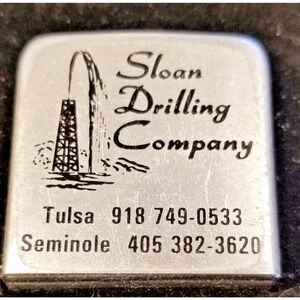 Sloan
Drilling
Company
Tulsa 918 749-0533
Seminole 405 382-3620